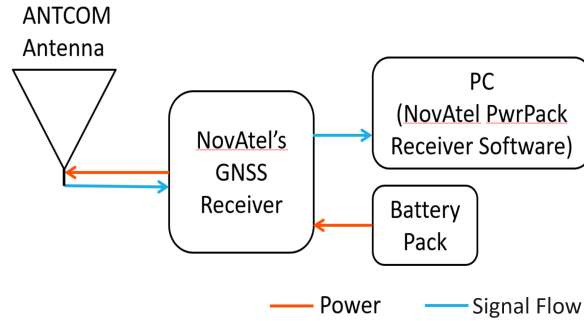 ANTCOM
Antenna
NovAtel's
GNSS
Receiver
PC
(NovAtel PwrPack
Receiver Software)
Battery
Pack
Power
Signal Flow